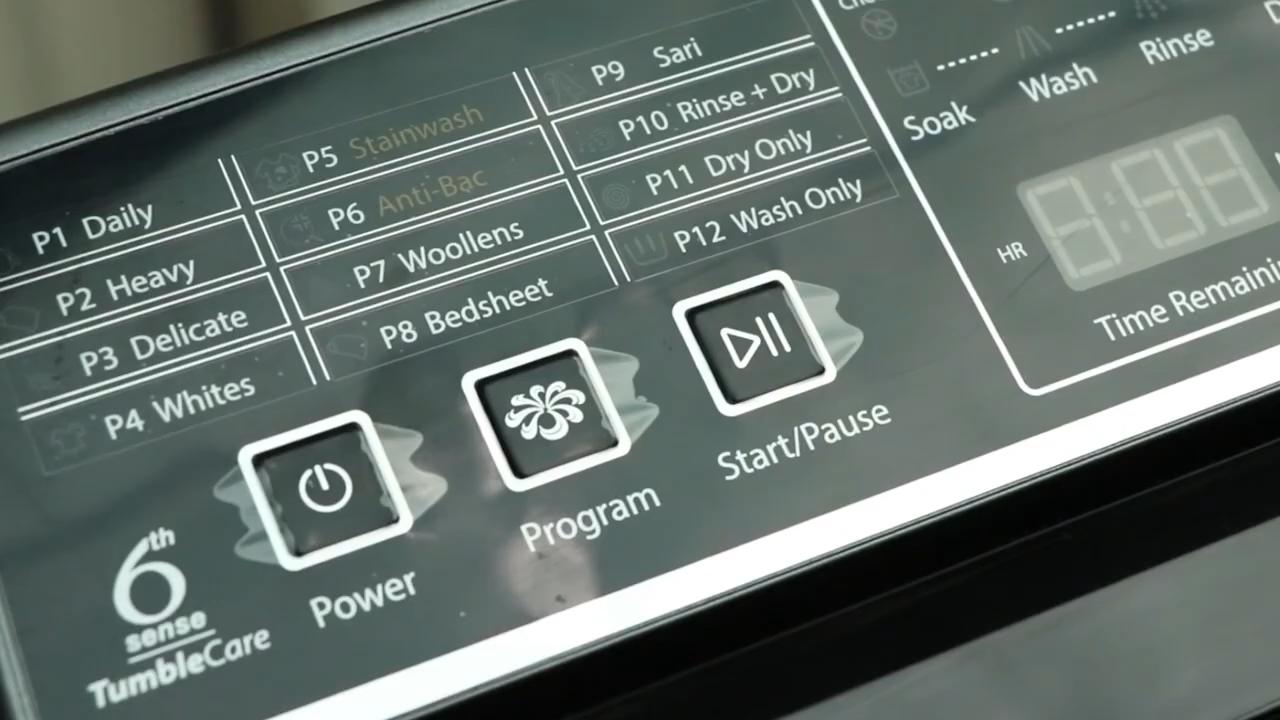 P1 Daily
P2 Heavy
P3 Delicate
P4 Whites
P5 Stainwash
P6 Anti-Bac
P7 Woollens
P8 Bedsheet
P9 Sari
P10 Rinse + Dry
P11 Dry Only
P12 Wash Only
Soak
Wash
Rinse
HR
Time Remainin
Power
Program
Start/Pause
6th
sense
TumbleCare